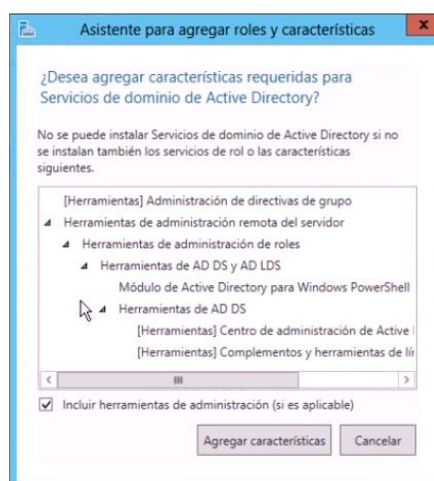 Asistente para agregar roles y características
x
¿Desea agregar características requeridas para
Servicios de dominio de Active Directory?
No se puede instalar Servicios de dominio de Active Directory si no
se instalan también los servicios de rol o las características
siguientes.
[Herramientas] Administración de directivas de grupo
Herramientas de administración remota del servidor
Herramientas de administración de roles
Herramientas de AD DS y AD LDS
Módulo de Active Directory para Windows PowerShell
Herramientas de AD DS
[Herramientas] Centro de administración de Active
[Herramientas] Complementos y herramientas de
Incluir herramientas de administración (si es aplicable)
Agregar características
Cancelar